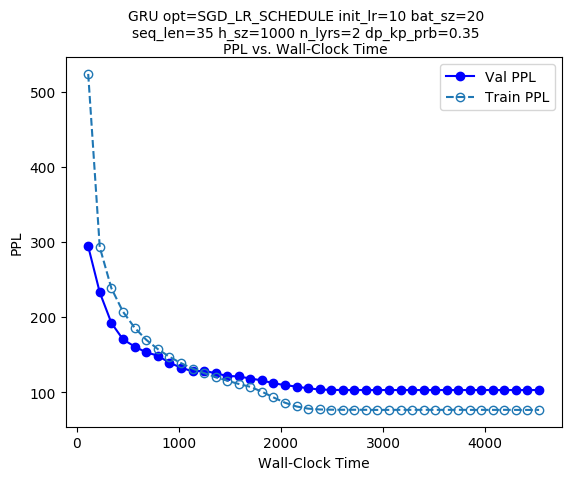 GRU opt=SGD_LR_SCHEDULE init_lr=10 bat_sz=20
seq_len=35 h_sz=1000 n_lyrs=2 dp_kp_prb=0.35
PPL vs. Wall-Clock Time
Val PPL
Train PPL
500
400
300
200
100
PPL
0
1000
2000
3000
4000
Wall-Clock Time